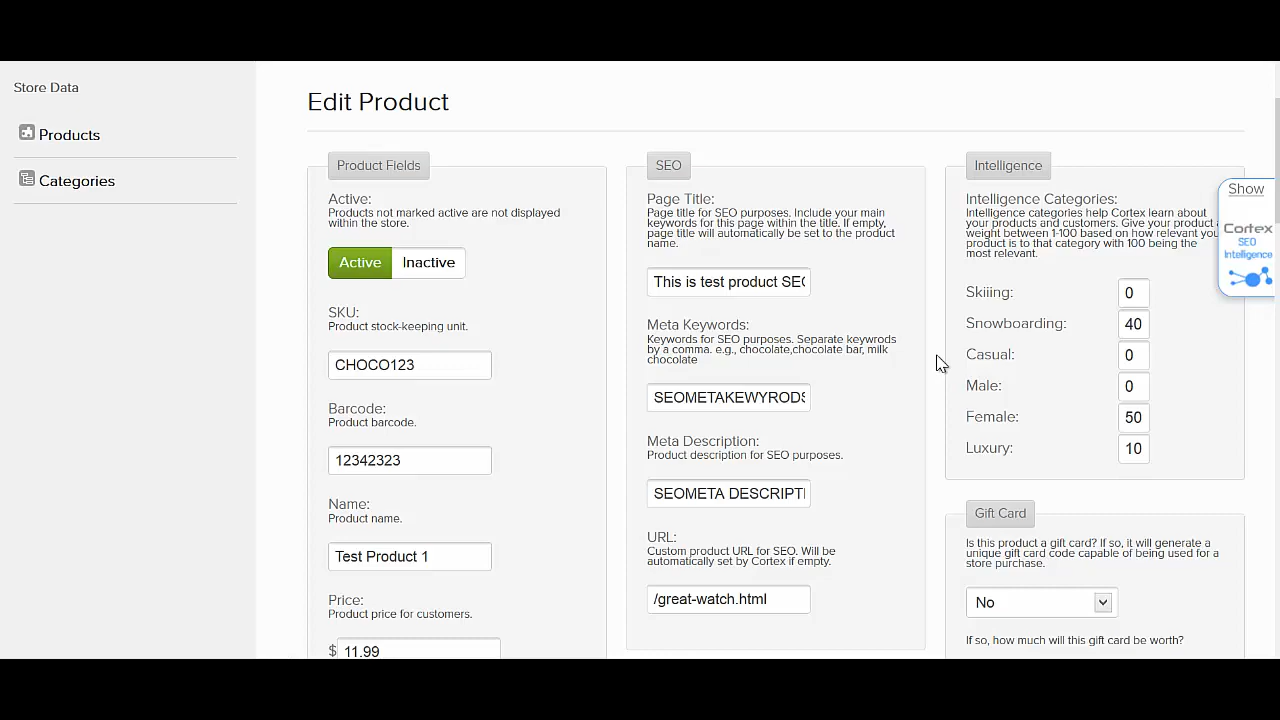 Store Data
Products
Categories
Edit Product
Product Fields
Active:
Products not marked active are not displayed
within the store.
Active
Inactive
SKU:
Product stock-keeping unit.
CHOCO123
Barcode:
Product barcode.
12342323
Name:
Product name.
Test Product 1
Price:
Product price for customers.
$ 11.99
SEO
Page Title:
Page title for SEO purposes. Include your main
keywords for this page within the title. If empty,
page title will automatically be set to the product
name.
This is test product SEO
Meta Keywords:
Keywords for SEO purposes. Separate keywrods
by a comma. e.g., chocolate,chocolate bar, milk
chocolate
SEOMETAKEWYRODS
Meta Description:
Product description for SEO purposes.
SEOMETA DESCRIPTI
URL:
Custom product URL for SEO. Will be
automatically set by Cortex if empty.
/great-watch.html
Intelligence
Intelligence Categories:
Intelligence categories help Cortex learn about
your products and customers. Give your product
weight between 1-100 based on how relevant you
product is to that category with 100 being the
most relevant.
Skiiing: 0
Snowboarding: 40
Casual: 0
Male: 0
Female: 50
Luxury: 10
Gift Card
Is this product a gift card? If so, it will generate a
unique gift card code capable of being used for a
store purchase.
No
If so, how much will this gift card be worth?
Show
Cortex
SEO
Intelligence